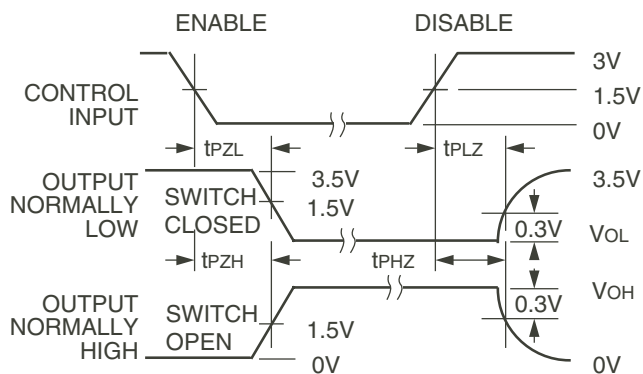 ENABLE DISABLE
3V
CONTROL
INPUT
1.5V
0V
tPZL tPLZ
OUTPUT
NORMALLY
LOW
SWITCH
CLOSED
3.5V
1.5V
3.5V
0.3V
VOL
tPZH tPHZ
OUTPUT
NORMALLY
HIGH
SWITCH
OPEN
1.5V
0V
VOH
0.3V
0V